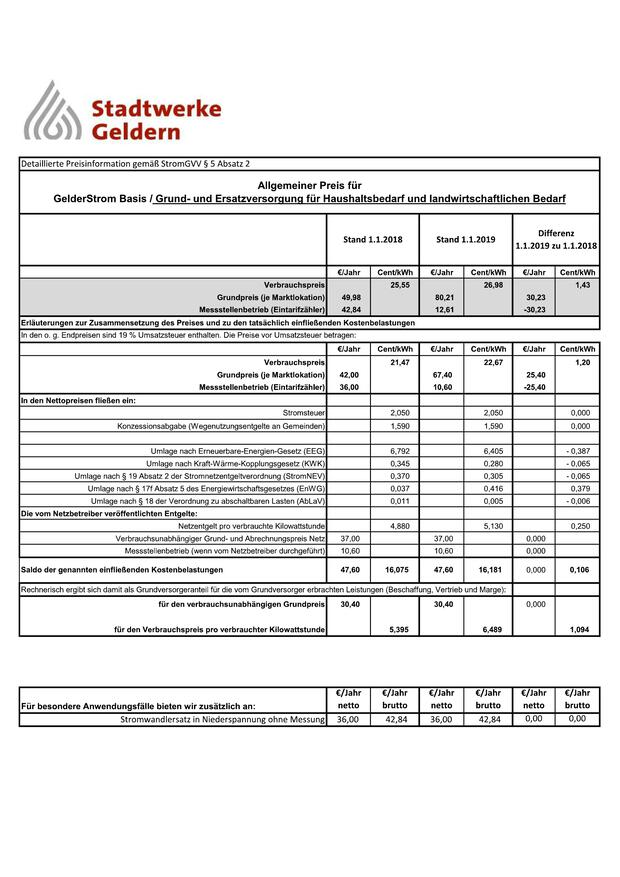 Stadtwerke
Geldern
Detaillierte Preisinformation gemäß StromGVV § 5 Absatz 2
Allgemeiner Preis für
GelderStrom Basis / Grund- und Ersatzversorgung für Haushaltsbedarf und landwirtschaftlichen Bedarf
Stand 1.1.2018 Stand 1.1.2019 Differenz
1.1.2019 zu 1.1.2018
€/Jahr Cent/kWh €/Jahr Cent/kWh €/Jahr Cent/kWh
Verbrauchspreis 25,55 26,98 1,43
Grundpreis (je Marktlokation) 49,98 80,21 30,23
Messstellenbetrieb (Eintarifzähler) 42,84 12,61 -30,23
Erläuterungen zur Zusammensetzung des Preises und zu den tatsächlich einfließenden Kostenbelastungen
In den o. g. Endpreisen sind 19 % Umsatzsteuer enthalten. Die Preise vor Umsatzsteuer betragen:
€/Jahr Cent/kWh €/Jahr Cent/kWh €/Jahr Cent/kWh
Verbrauchspreis 21,47 22,67 1,20
Grundpreis (je Marktlokation) 42,00 67,40 25,40
Messstellenbetrieb (Eintarifzähler) 36,00 10,60 -25,40
In den Nettopreisen fließen ein:
Stromsteuer 2,050 2,050 0,000
Konzessionsabgabe (Wegenutzungsentgelte an Gemeinden) 1,590 1,590 0,000
Umlage nach Erneuerbare-Energien-Gesetz (EEG) 6,792 6,405 - 0,387
Umlage nach Kraft-Wärme-Kopplungsgesetz (KWK) 0,345 0,280 - 0,065
Umlage nach § 19 Absatz 2 der Stromnetzentgeltverordnung (StromNEV) 0,370 0,305 - 0,065
Umlage nach § 17f Absatz 5 des Energiewirtschaftsgesetzes (EnWG) 0,037 0,416 0,379
Umlage nach § 18 der Verordnung zu abschaltbaren Lasten (AbLaV) 0,011 0,005 - 0,006
Die vom Netzbetreiber veröffentlichten Entgelte:
Netzentgelt pro verbrauchte Kilowattstunde 4,880 5,130 0,250
Verbrauchsunabhängiger Grund- und Abrechnungspreis Netz 37,00 37,00 0,000
Messstellenbetrieb (wenn vom Netzbetreiber durchgeführt) 10,60 10,60 0,000
Saldo der genannten einfließenden Kostenbelastungen 47,60 16,075 47,60 16,181 0,000 0,106
Rechnerisch ergibt sich damit als Grundversorgeranteil für die vom Grundversorger erbrachten Leistungen (Beschaffung, Vertrieb und Marge):
für den verbrauchsunabhängigen Grundpreis 30,40 30,40 0,000
für den Verbrauchspreis pro verbrauchter Kilowattstunde 5,395 6,489 1,094
€/Jahr €/Jahr €/Jahr €/Jahr €/Jahr €/Jahr
Für besondere Anwendungsfälle bieten wir zusätzlich an: netto brutto netto brutto netto brutto
Stromwandlersatz in Niederspannung ohne Messung 36,00 42,84 36,00 42,84 0,00 0,00